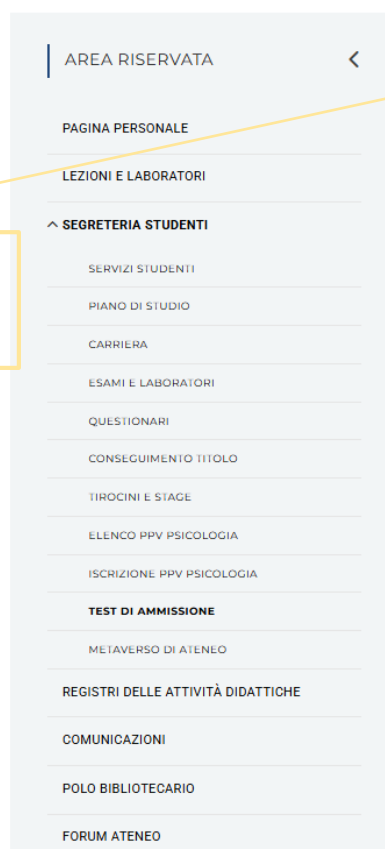 AREA RISERVATA
PAGINA PERSONALE
LEZIONI E LABORATORI
SEGRETERIA STUDENTI
SERVIZI STUDENTI
PIANO DI STUDIO
CARRIERA
ESAMI E LABORATORI
QUESTIONARI
CONSEGUIMENTO TITOLO
TIROCINI E STAGE
ELENCO PPV PSICOLOGIA
ISCRIZIONE PPV PSICOLOGIA
TEST DI AMMISSIONE
METAVERSO DI ATENEO
REGISTRI DELLE ATTIVITÀ DIDATTICHE
COMUNICAZIONI
POLO BIBLIOTECARIO
FORUM ATENEO